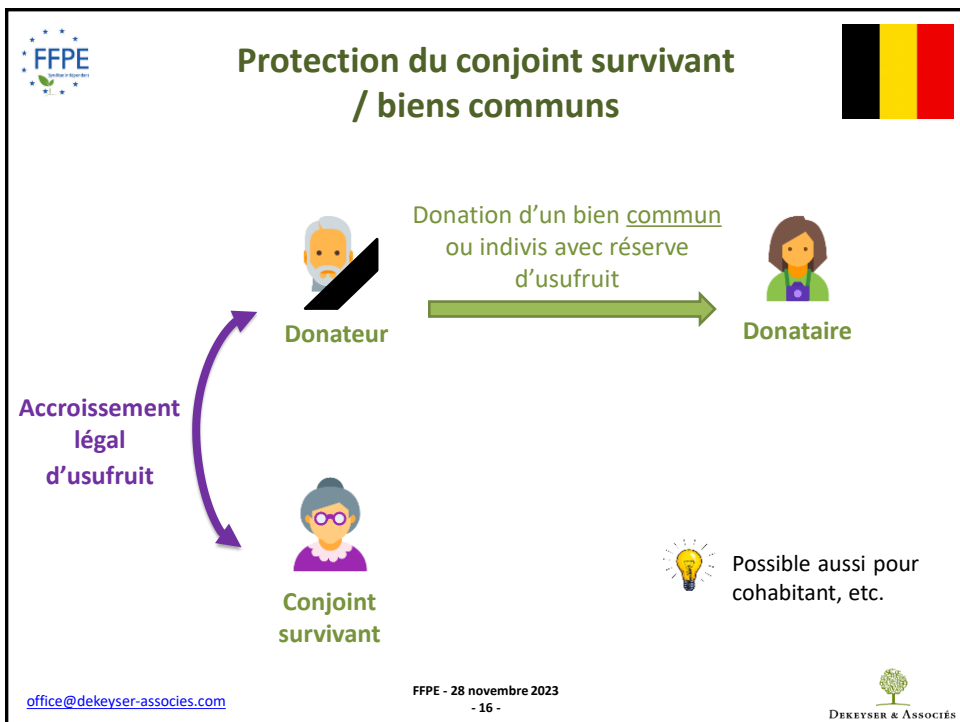 FFPE
Syndicat Indépendant
Protection du conjoint survivant
/ biens communs
Donation d’un bien commun
ou indivis avec réserve
d’usufruit
Donateur
Donataire
Accroissement
légal
d’usufruit
Conjoint
survivant
Possible aussi pour
cohabitant, etc.
office@dekeyser-associes.com
FFPE - 28 novembre 2023
- 16 -
DEKEYSER & ASSOCIÉS